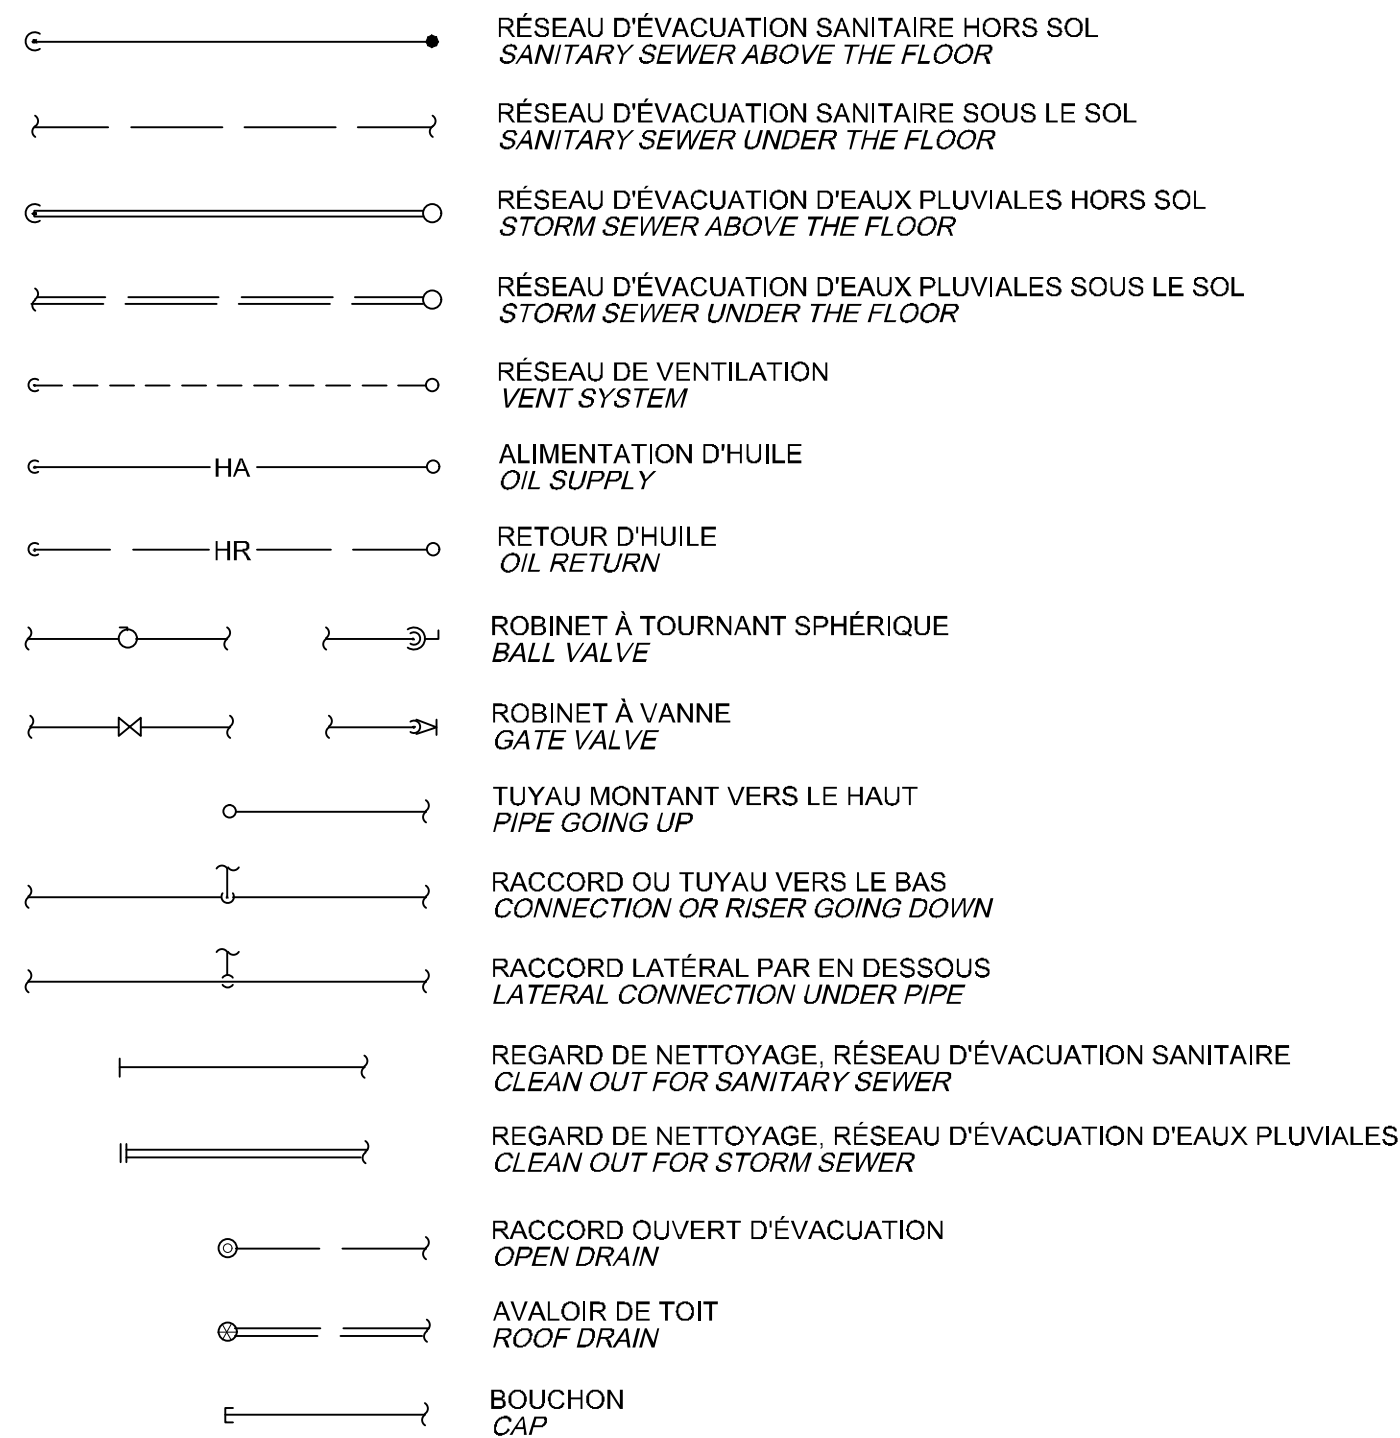 RÉSEAU D'ÉVACUATION SANITAIRE HORS SOL
SANITARY SEWER ABOVE THE FLOOR
RÉSEAU D'ÉVACUATION SANITAIRE SOUS LE SOL
SANITARY SEWER UNDER THE FLOOR
RÉSEAU D'ÉVACUATION D'EAUX PLUVIALES HORS SOL
STORM SEWER ABOVE THE FLOOR
RÉSEAU D'ÉVACUATION D'EAUX PLUVIALES SOUS LE SOL
STORM SEWER UNDER THE FLOOR
RÉSEAU DE VENTILATION
VENT SYSTEM
HA
ALIMENTATION D'HUILE
OIL SUPPLY
HR
RETOUR D'HUILE
OIL RETURN
ROBINET À TOURNANT SPHÉRIQUE
BALL VALVE
ROBINET À VANNE
GATE VALVE
TUYAU MONTANT VERS LE HAUT
PIPE GOING UP
RACCORD OU TUYAU VERS LE BAS
CONNECTION OR RISER GOING DOWN
RACCORD LATÉRAL PAR EN DESSOUS
LATERAL CONNECTION UNDER PIPE
REGARD DE NETTOYAGE, RÉSEAU D'ÉVACUATION SANITAIRE
CLEAN OUT FOR SANITARY SEWER
REGARD DE NETTOYAGE, RÉSEAU D'ÉVACUATION D'EAUX PLUVIALES
CLEAN OUT FOR STORM SEWER
RACCORD OUVERT D'ÉVACUATION
OPEN DRAIN
AVALOIR DE TOIT
ROOF DRAIN
BOUCHON
CAP